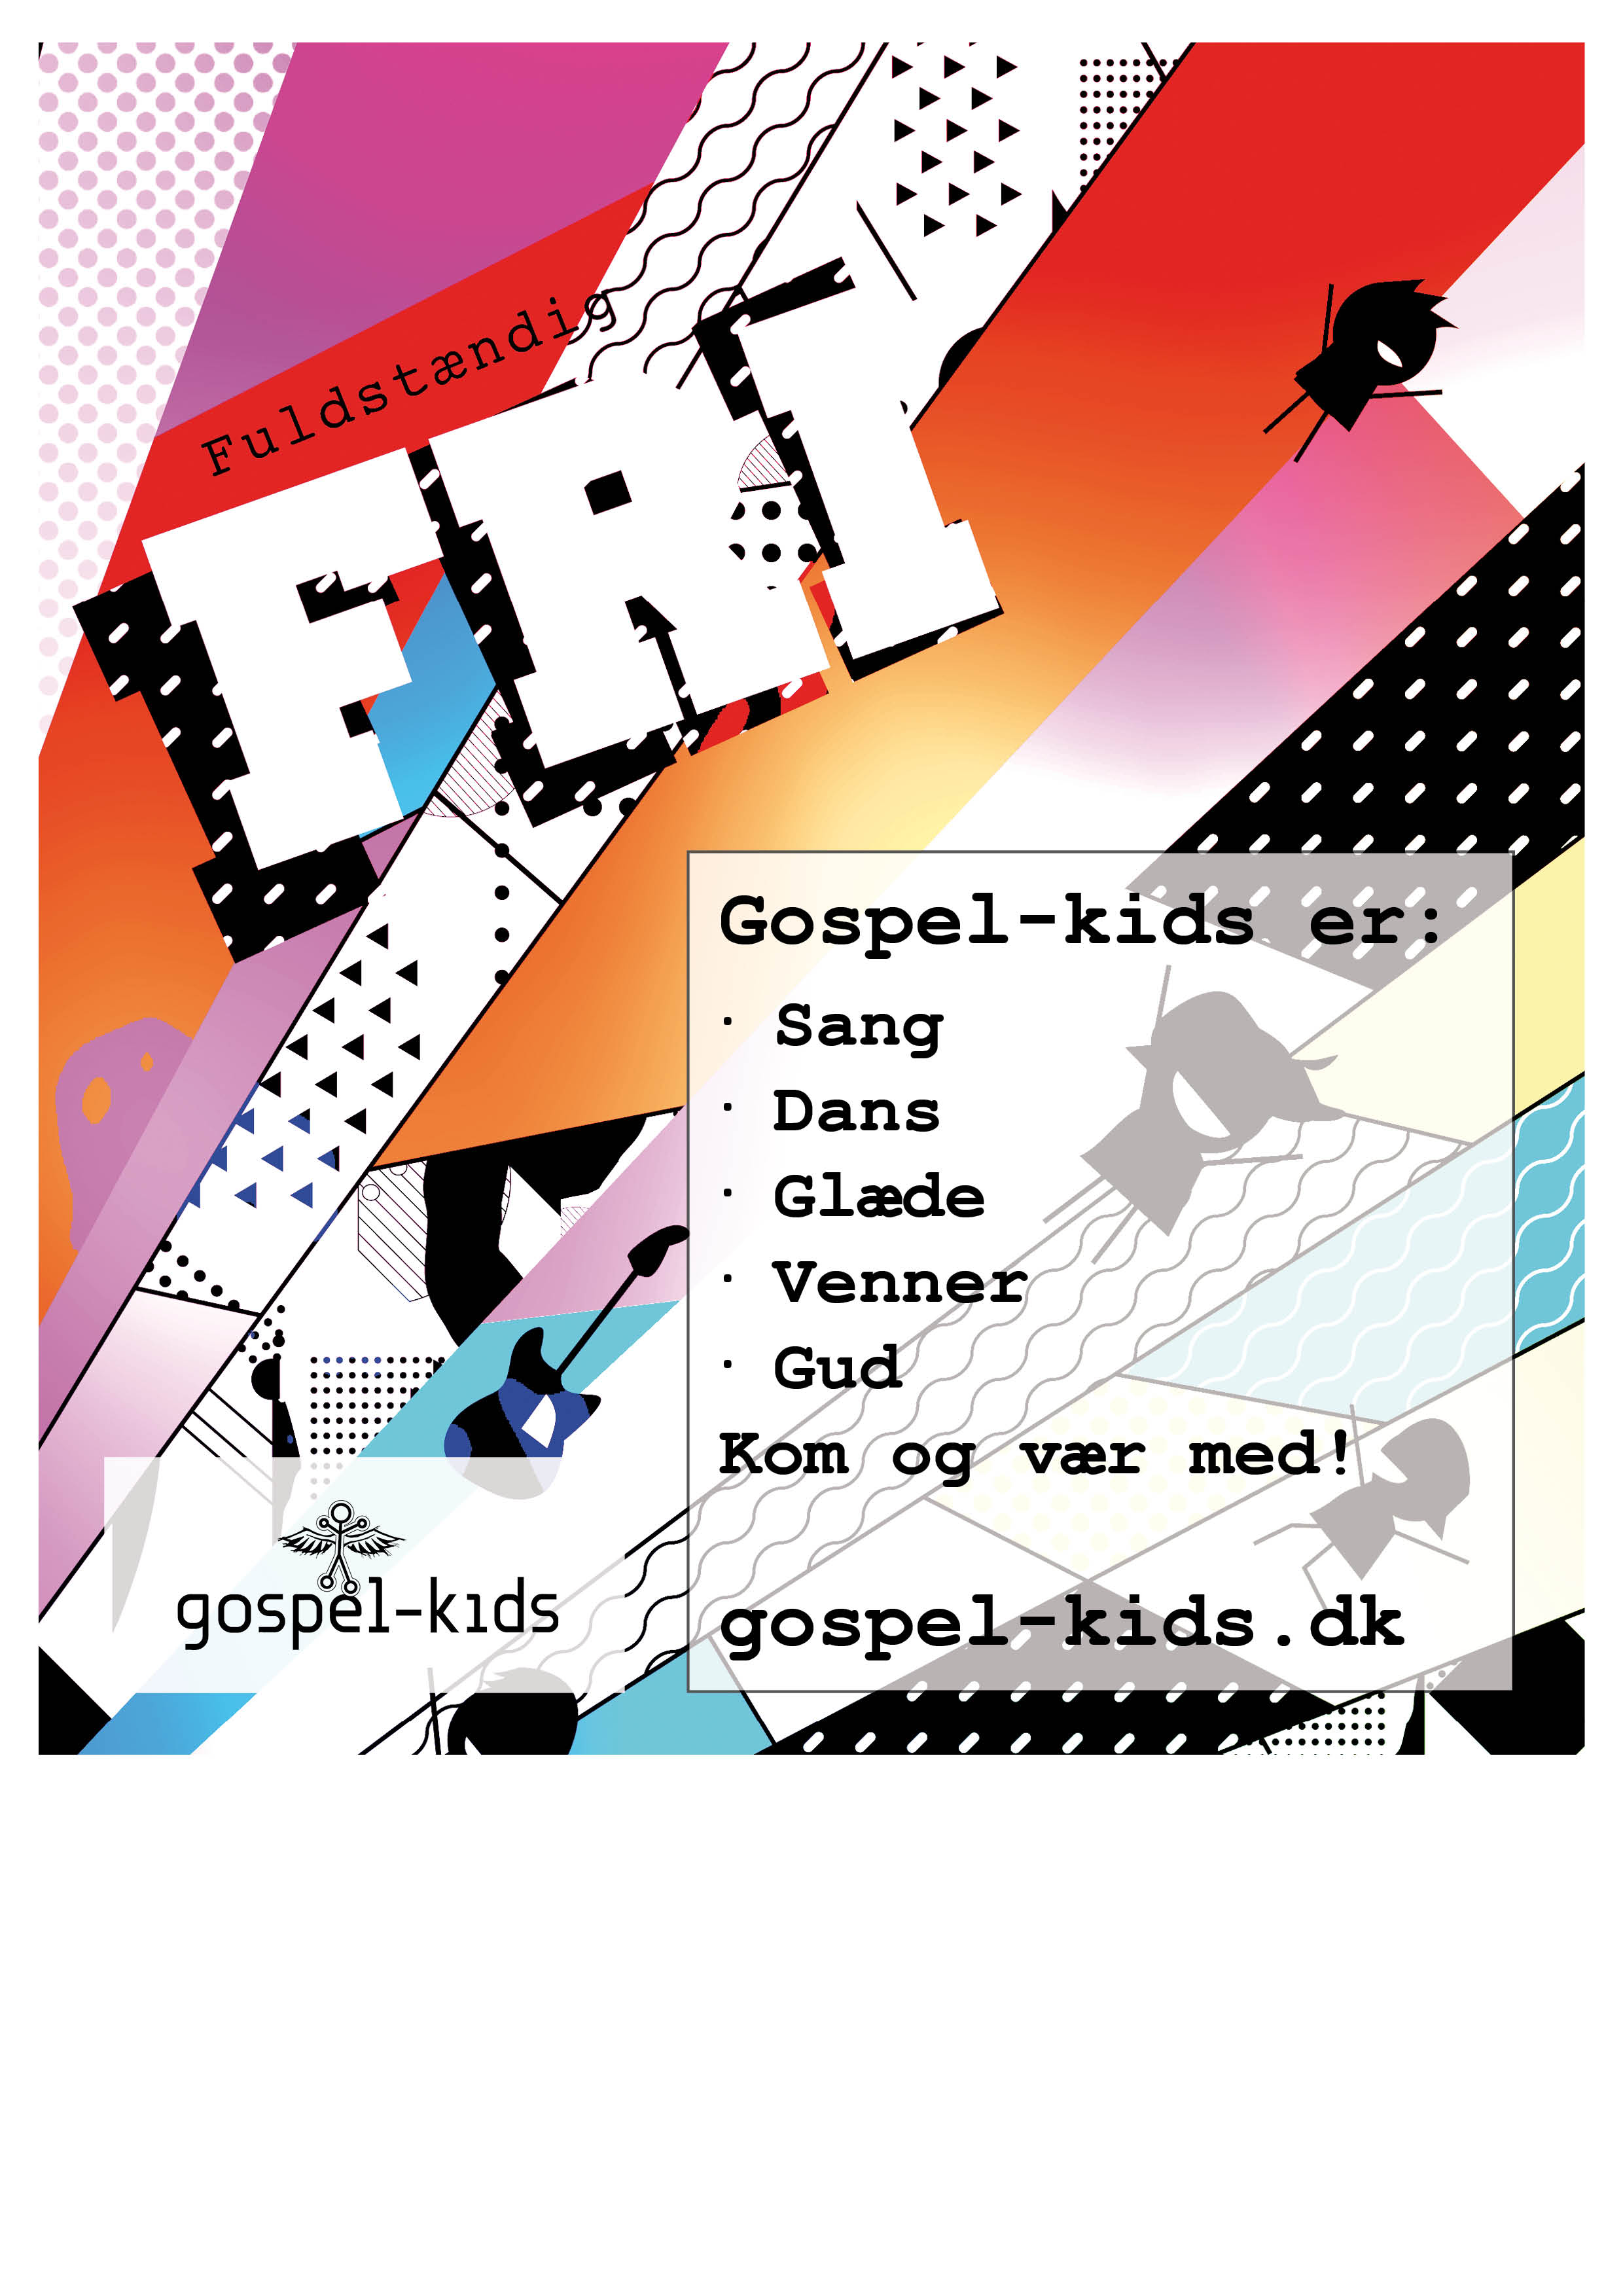 Fuldstændig
FRI
Gospel-kids er:
· Sang
· Dans
· Glæde
· Venner
· Gud
Kom og vær med!
gospel-kids.dk
gospel-kids